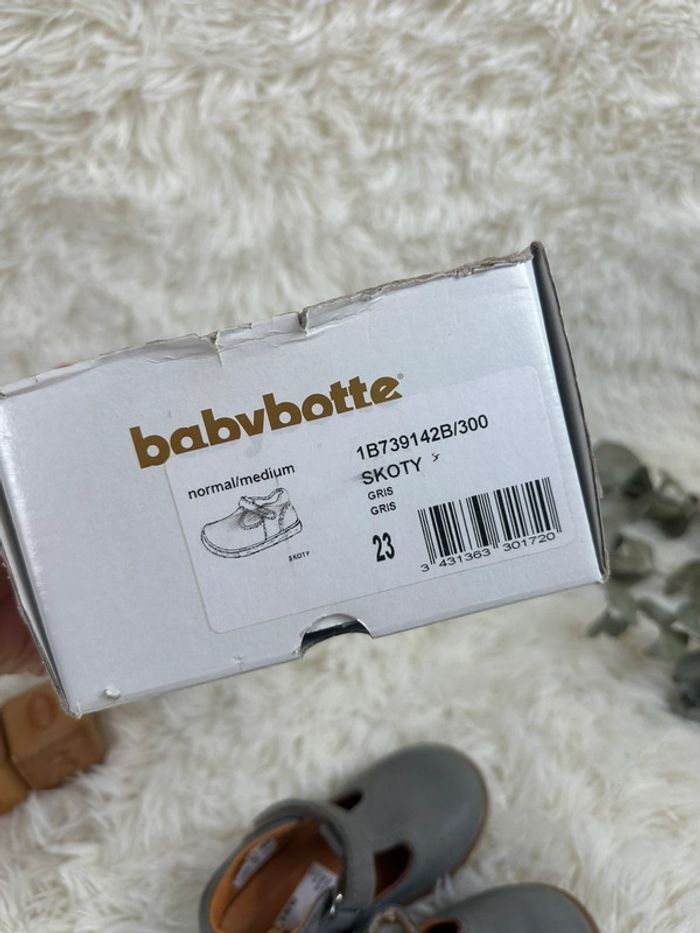 babybotte®
normal/medium
SKOTY
1B739142B/300
SKOTY
GRIS
GRIS
23
3 431363 301720